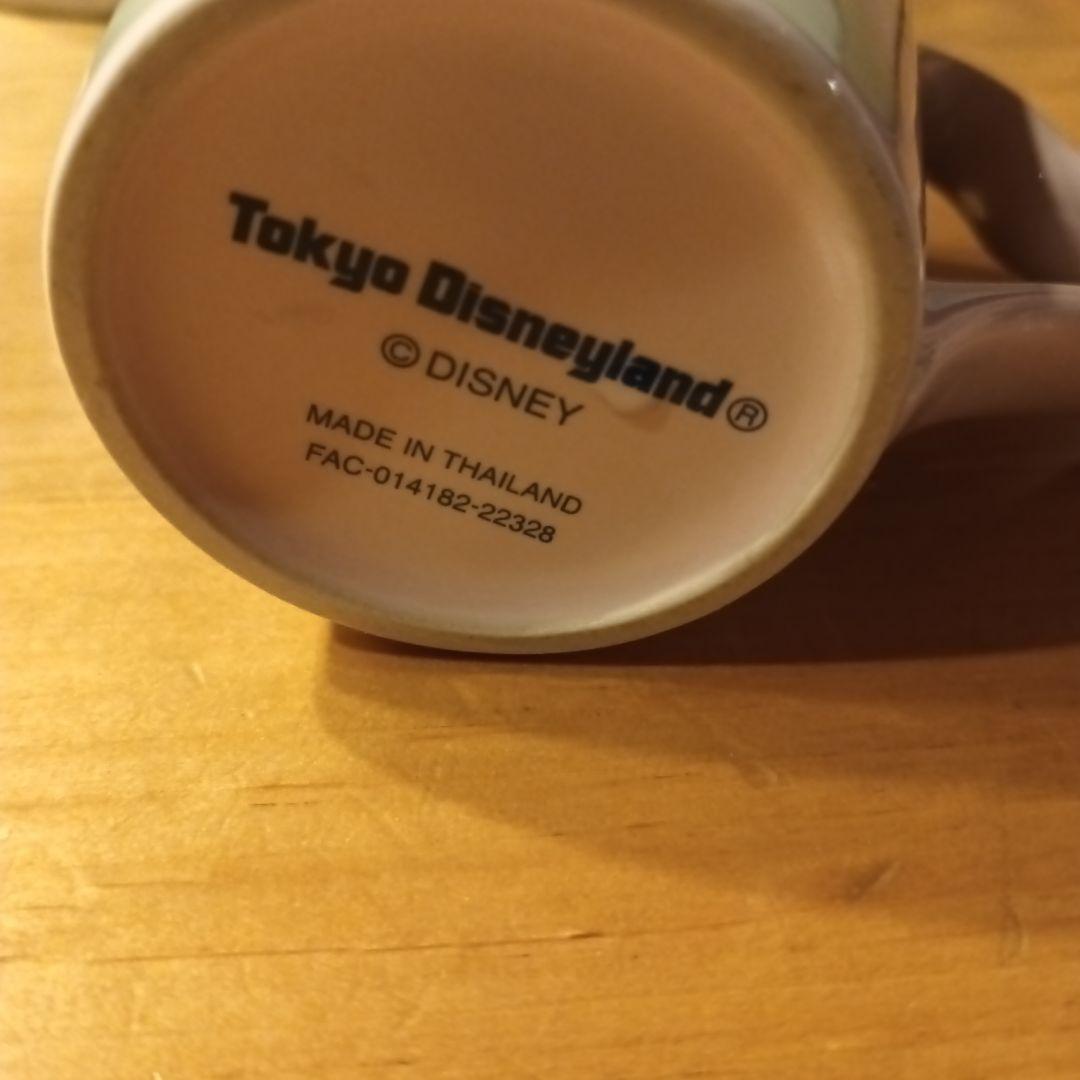 Tokyo Disneyland®
© DISNEY
MADE IN THAILAND
FAC-014182-22328